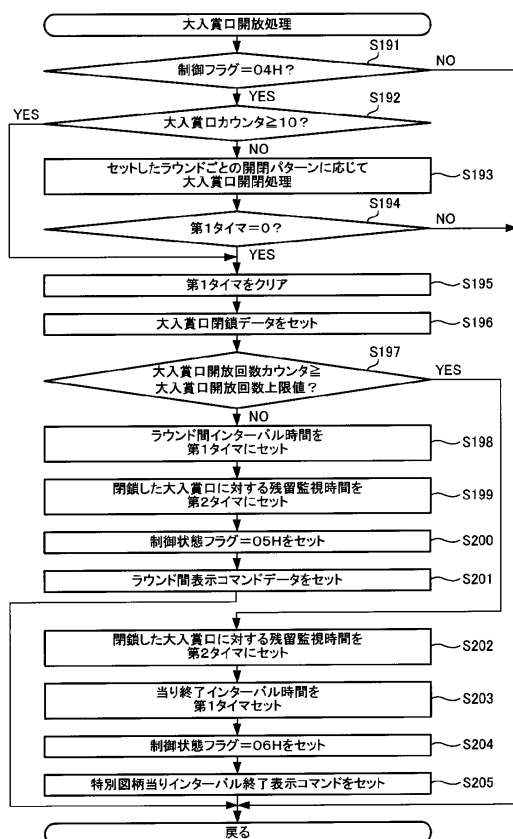 大入賞口開放処理
S191
制御フラグ=04H?
NO
YES
S192
YES
大入賞口カウンタ≧10?
NO
セットしたラウンドごとの開閉パターンに応じて
大入賞口開閉処理
S193
S194
第1タイマ=0?
NO
YES
第1タイマをクリア
S195
大入賞口閉鎖データをセット
S196
S197
大入賞口開放回数カウンタ≧
大入賞口開放回数上限値?
YES
NO
ラウンド間インターバル時間を
第1タイマにセット
S198
閉鎖した大入賞口に対する残留監視時間を
第2タイマにセット
S199
制御状態フラグ=05Hをセット
S200
ラウンド間表示コマンドデータをセット
S201
閉鎖した大入賞口に対する残留監視時間を
第2タイマにセット
S202
当り終了インターバル時間を
第1タイマセット
S203
制御状態フラグ=06Hをセット
S204
特別図柄当りインターバル終了表示コマンドをセット
S205
戻る